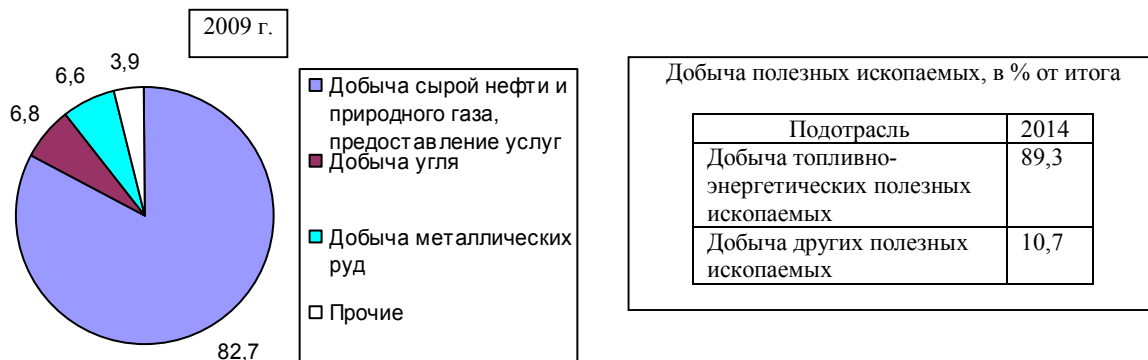 2009 г.
3,9
6,6
6,8
82,7
Добыча сырой нефти и
природного газа,
предоставление услуг
Добыча угля
Добыча металлических
руд
Прочие
Добыча полезных ископаемых, в % от итога
Подотрасль 2014
Добыча топливно- 89,3
энергетических полезных
ископаемых
Добыча других полезных 10,7
ископаемых